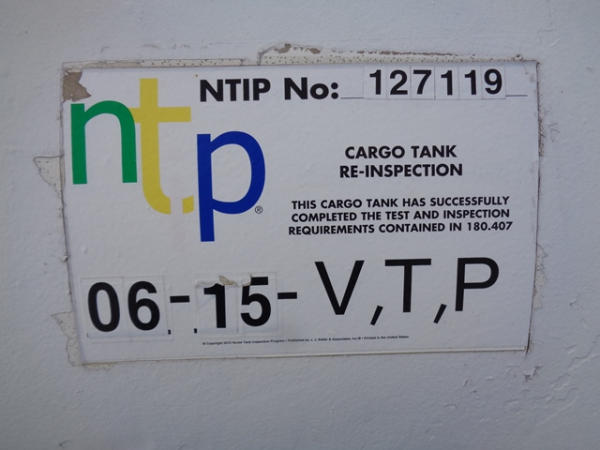 ntp®
NTIP No: 127119
CARGO TANK
RE-INSPECTION
THIS CARGO TANK HAS SUCCESSFULLY
COMPLETED THE TEST AND INSPECTION
REQUIREMENTS CONTAINED IN 180.407
06-15- V,T,P